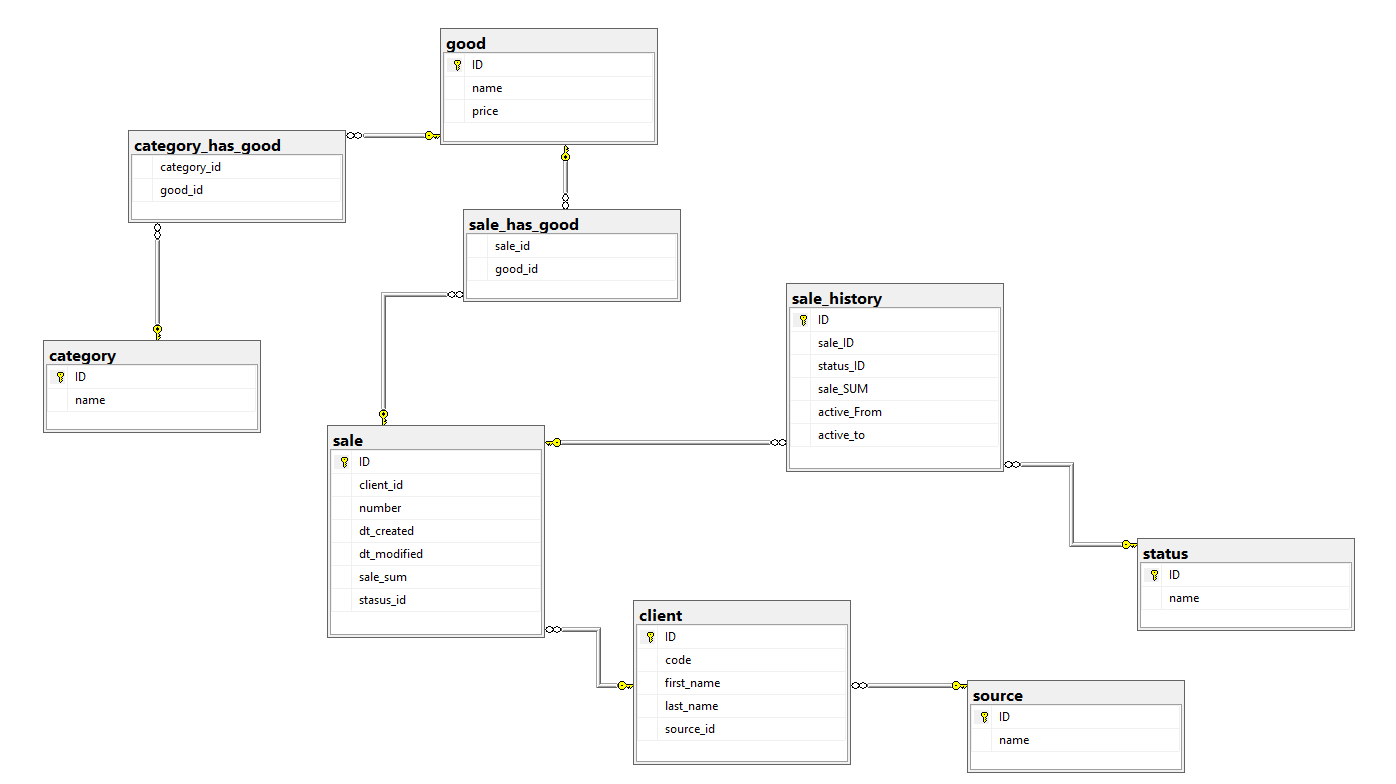 good
ID
name
price
category_has_good
category_id
good_id
sale_has_good
sale_id
good_id
sale_history
ID
sale_ID
status_ID
sale_SUM
active_From
active_to
category
ID
name
sale
ID
client_id
number
dt_created
dt_modified
sale_sum
stasus_id
status
ID
name
client
ID
code
first_name
last_name
source_id
source
ID
name